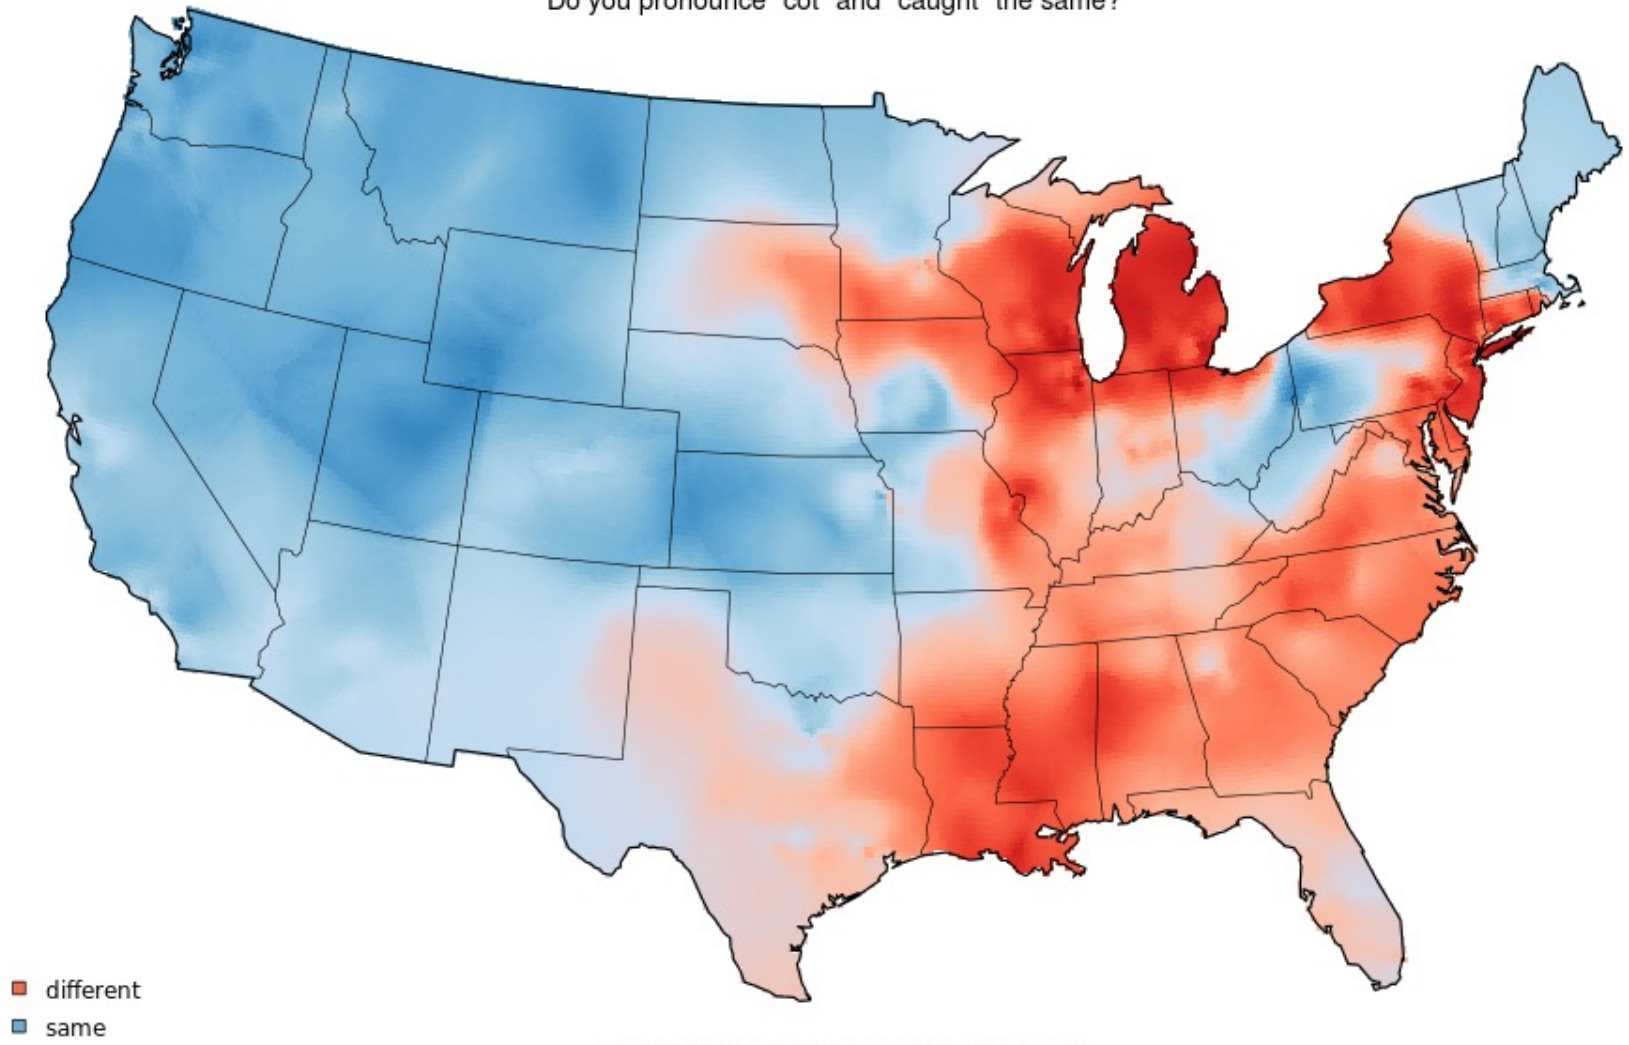 Do you pronounce "cot" and "caught" the same?
different
same